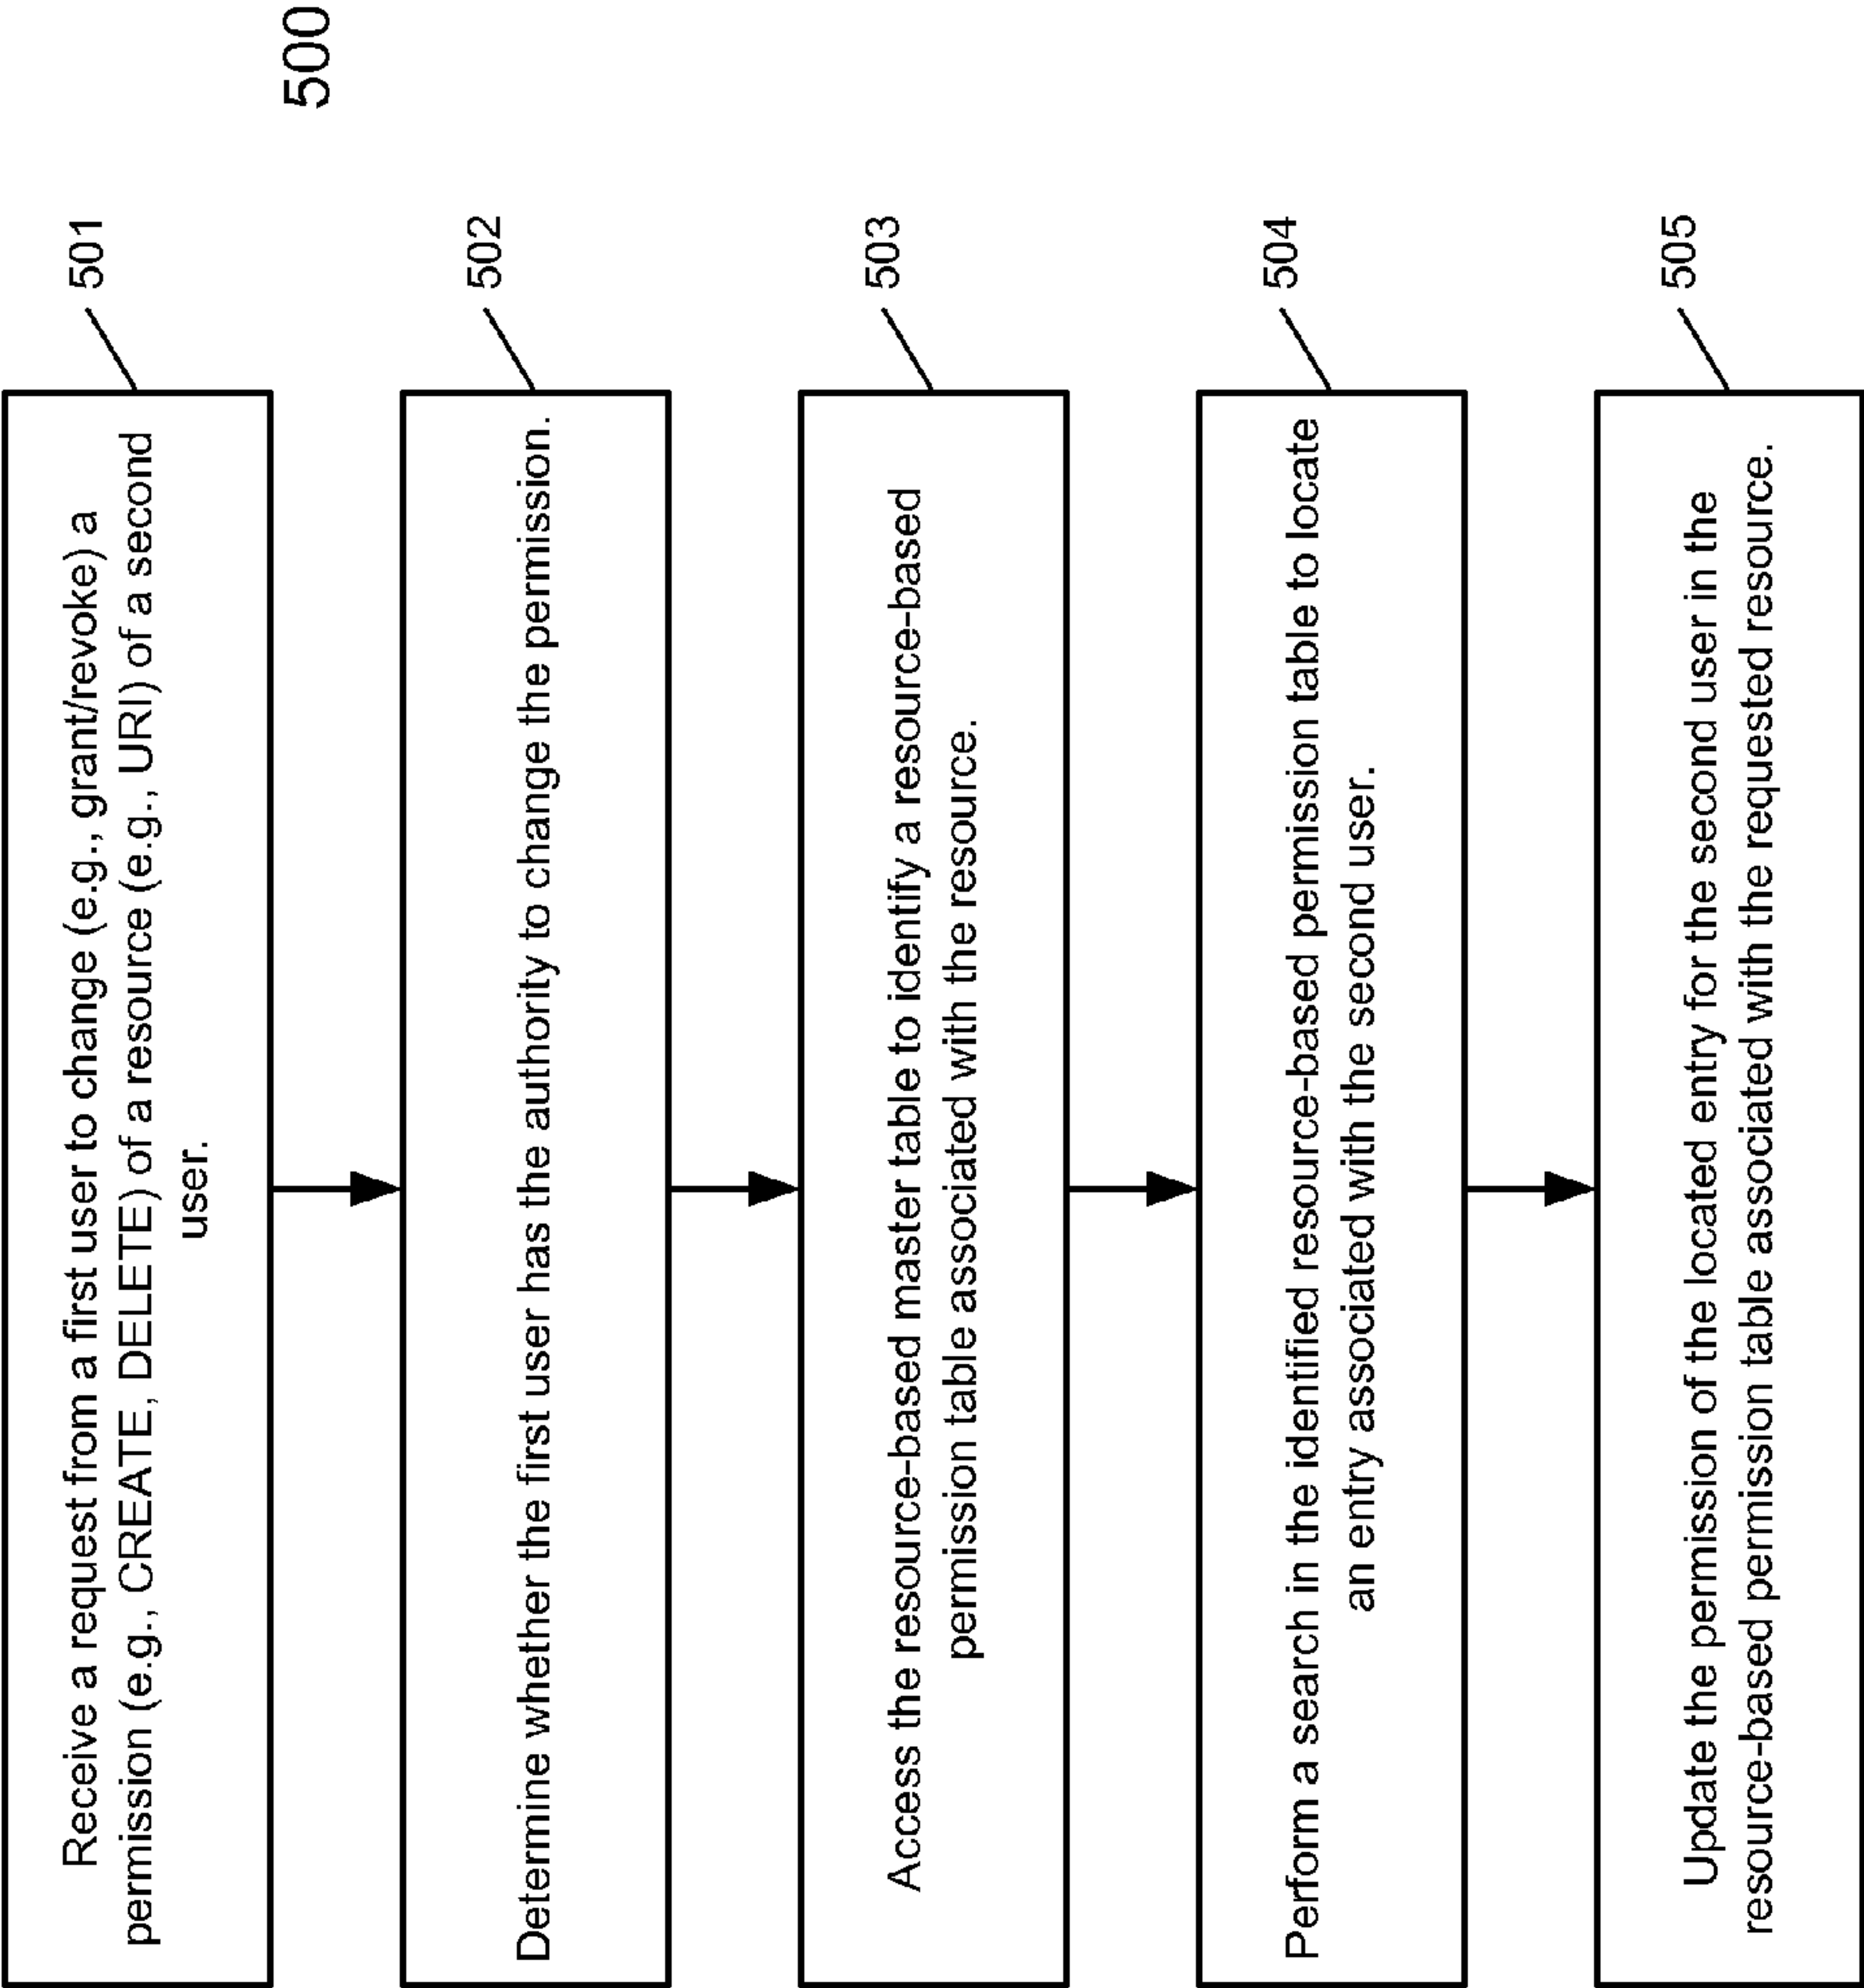 500
501
Receive a request from a first user to change (e.g., grant/revoke) a
permission (e.g., CREATE, DELETE) of a resource (e.g., URI) of a second
user.
502
Determine whether the first user has the authority to change the permission.
503
Access the resource-based master table to identify a resource-based
permission table associated with the resource.
504
Perform a search in the identified resource-based permission table to locate
an entry associated with the second user.
505
Update the permission of the located entry for the second user in the
resource-based permission table associated with the requested resource.